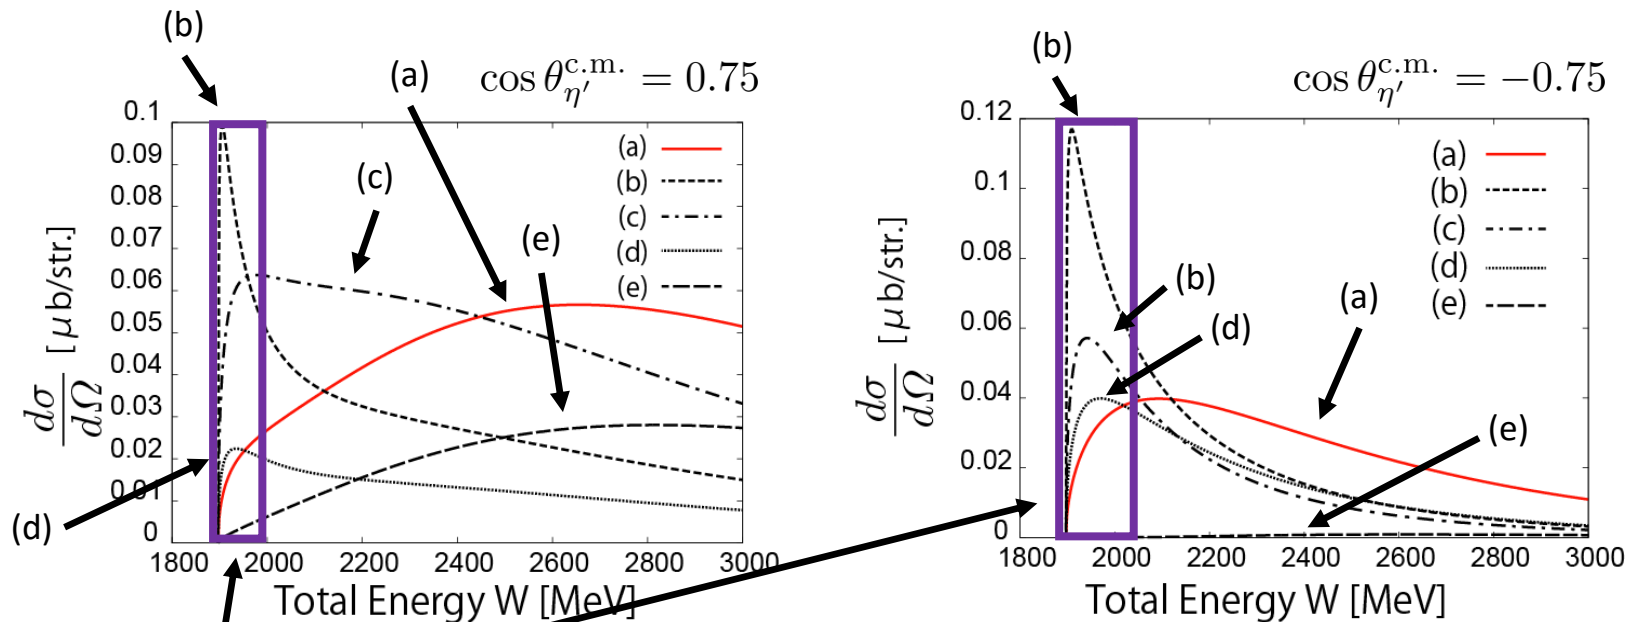 (b)
(a)
cos θ_{η′}^{c.m.} = 0.75
0.1
0.09
0.08
0.07
0.06
0.05
0.04
0.03
0.02
0.01
0
dσ/dΩ [μb/str.]
(c)
(e)
(d)
(a)
(b)
(c)
(d)
(e)
1800 2000 2200 2400 2600 2800 3000
Total Energy W [MeV]
(b)
cos θ_{η′}^{c.m.} = −0.75
0.12
0.1
0.08
0.06
0.04
0.02
0
dσ/dΩ [μb/str.]
(a)
(b)
(c)
(d)
(e)
(b)
(a)
(d)
(e)
1800 2000 2200 2400 2600 2800 3000
Total Energy W [MeV]